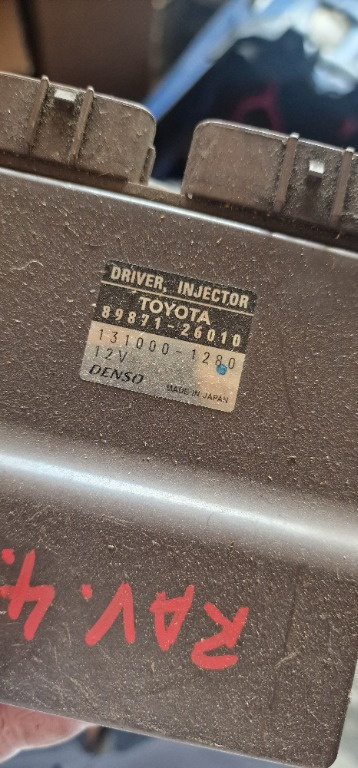 DRIVER, INJECTOR
TOYOTA
89871-26010
131000-1280
12V
DENSO MADE IN JAPAN
RAV.4.